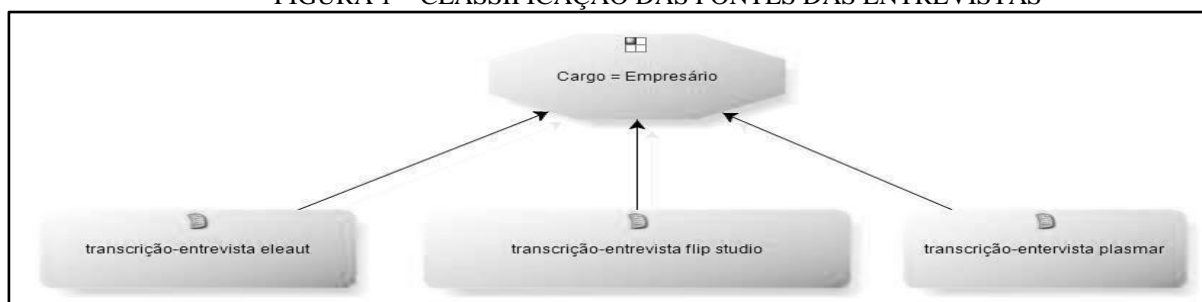 FIGURA 1 – CLASSIFICAÇÃO DAS FONTES DAS ENTREVISTAS
Cargo = Empresário
transcrição-entrevista eleaut
transcrição-entrevista flip studio
transcrição-entervista plasmar